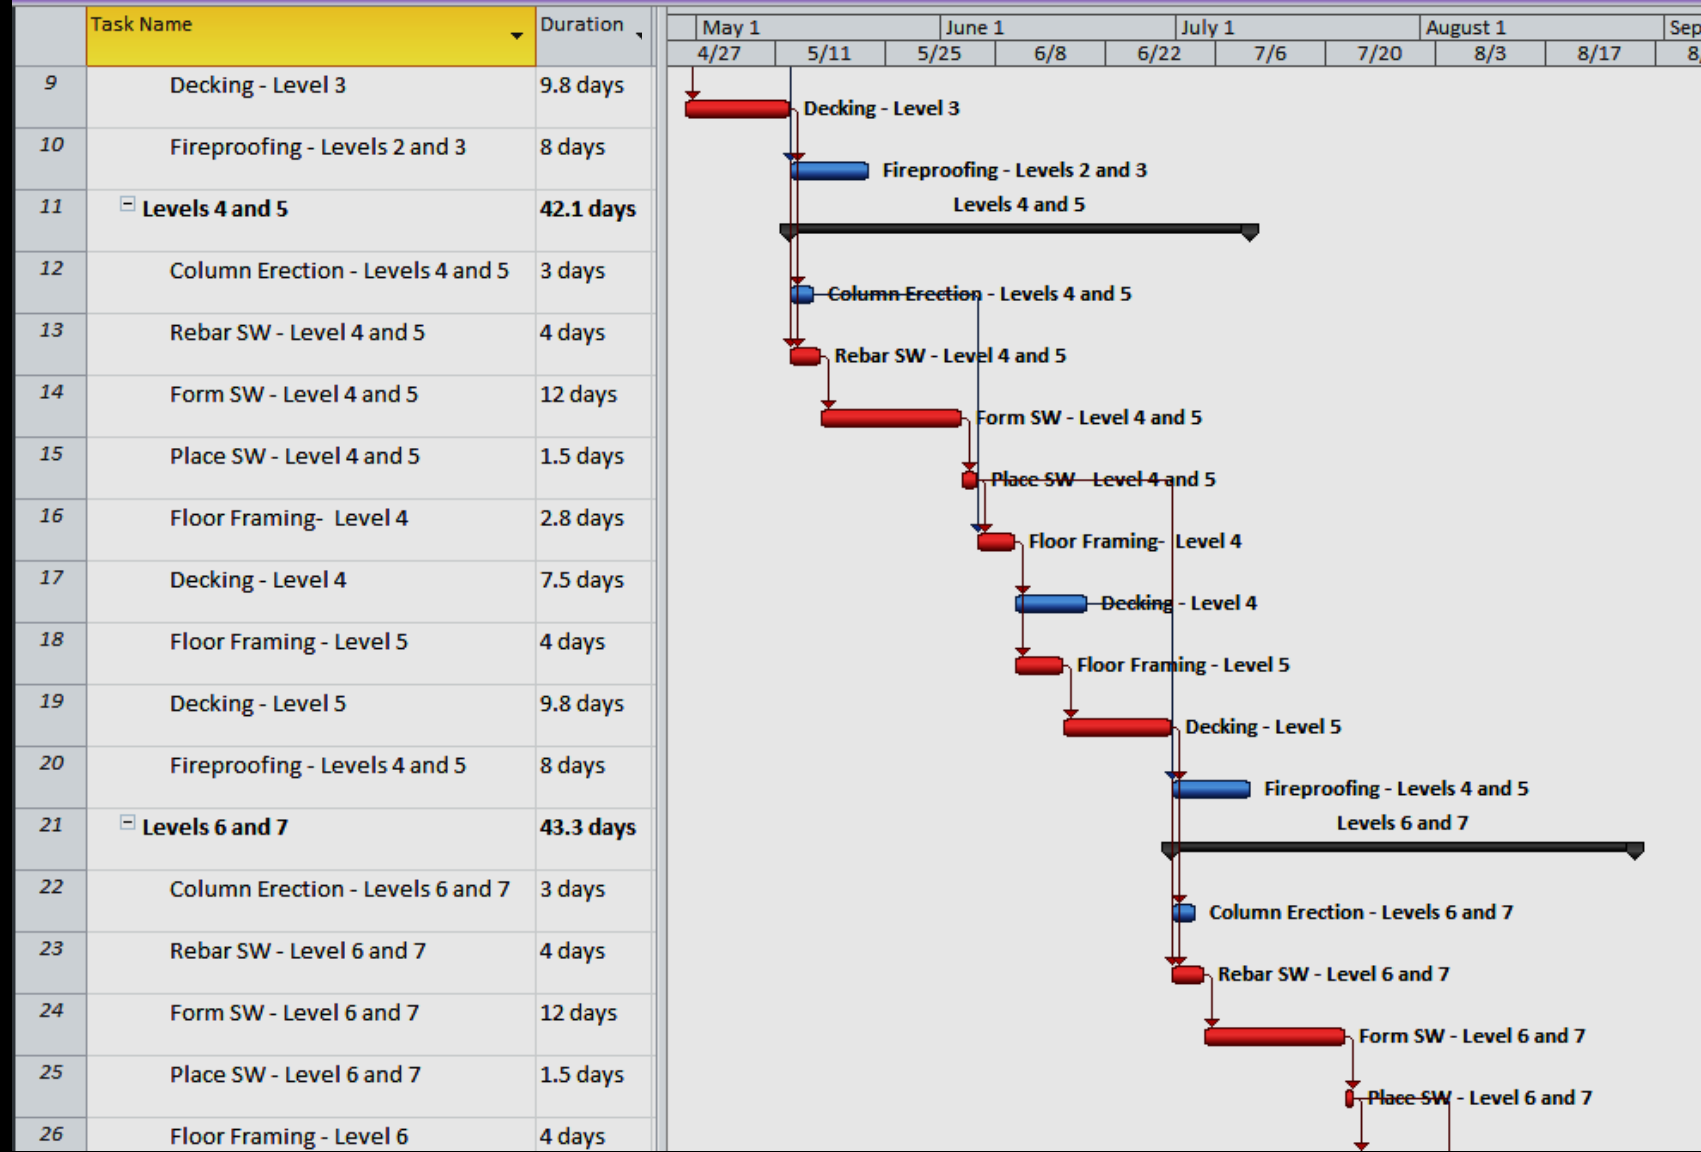 Task Name Duration May 1 June 1 July 1 August 1 Sep
4/27 5/11 5/25 6/8 6/22 7/6 7/20 8/3 8/17 8/
9 Decking - Level 3 9.8 days Decking - Level 3
10 Fireproofing - Levels 2 and 3 8 days Fireproofing - Levels 2 and 3
11 Levels 4 and 5 42.1 days Levels 4 and 5
12 Column Erection - Levels 4 and 5 3 days Column Erection - Levels 4 and 5
13 Rebar SW - Level 4 and 5 4 days Rebar SW - Level 4 and 5
14 Form SW - Level 4 and 5 12 days Form SW - Level 4 and 5
15 Place SW - Level 4 and 5 1.5 days Place SW - Level 4 and 5
16 Floor Framing- Level 4 2.8 days Floor Framing- Level 4
17 Decking - Level 4 7.5 days Decking - Level 4
18 Floor Framing - Level 5 4 days Floor Framing - Level 5
19 Decking - Level 5 9.8 days Decking - Level 5
20 Fireproofing - Levels 4 and 5 8 days Fireproofing - Levels 4 and 5
21 Levels 6 and 7 43.3 days Levels 6 and 7
22 Column Erection - Levels 6 and 7 3 days Column Erection - Levels 6 and 7
23 Rebar SW - Level 6 and 7 4 days Rebar SW - Level 6 and 7
24 Form SW - Level 6 and 7 12 days Form SW - Level 6 and 7
25 Place SW - Level 6 and 7 1.5 days Place SW - Level 6 and 7
26 Floor Framing - Level 6 4 days